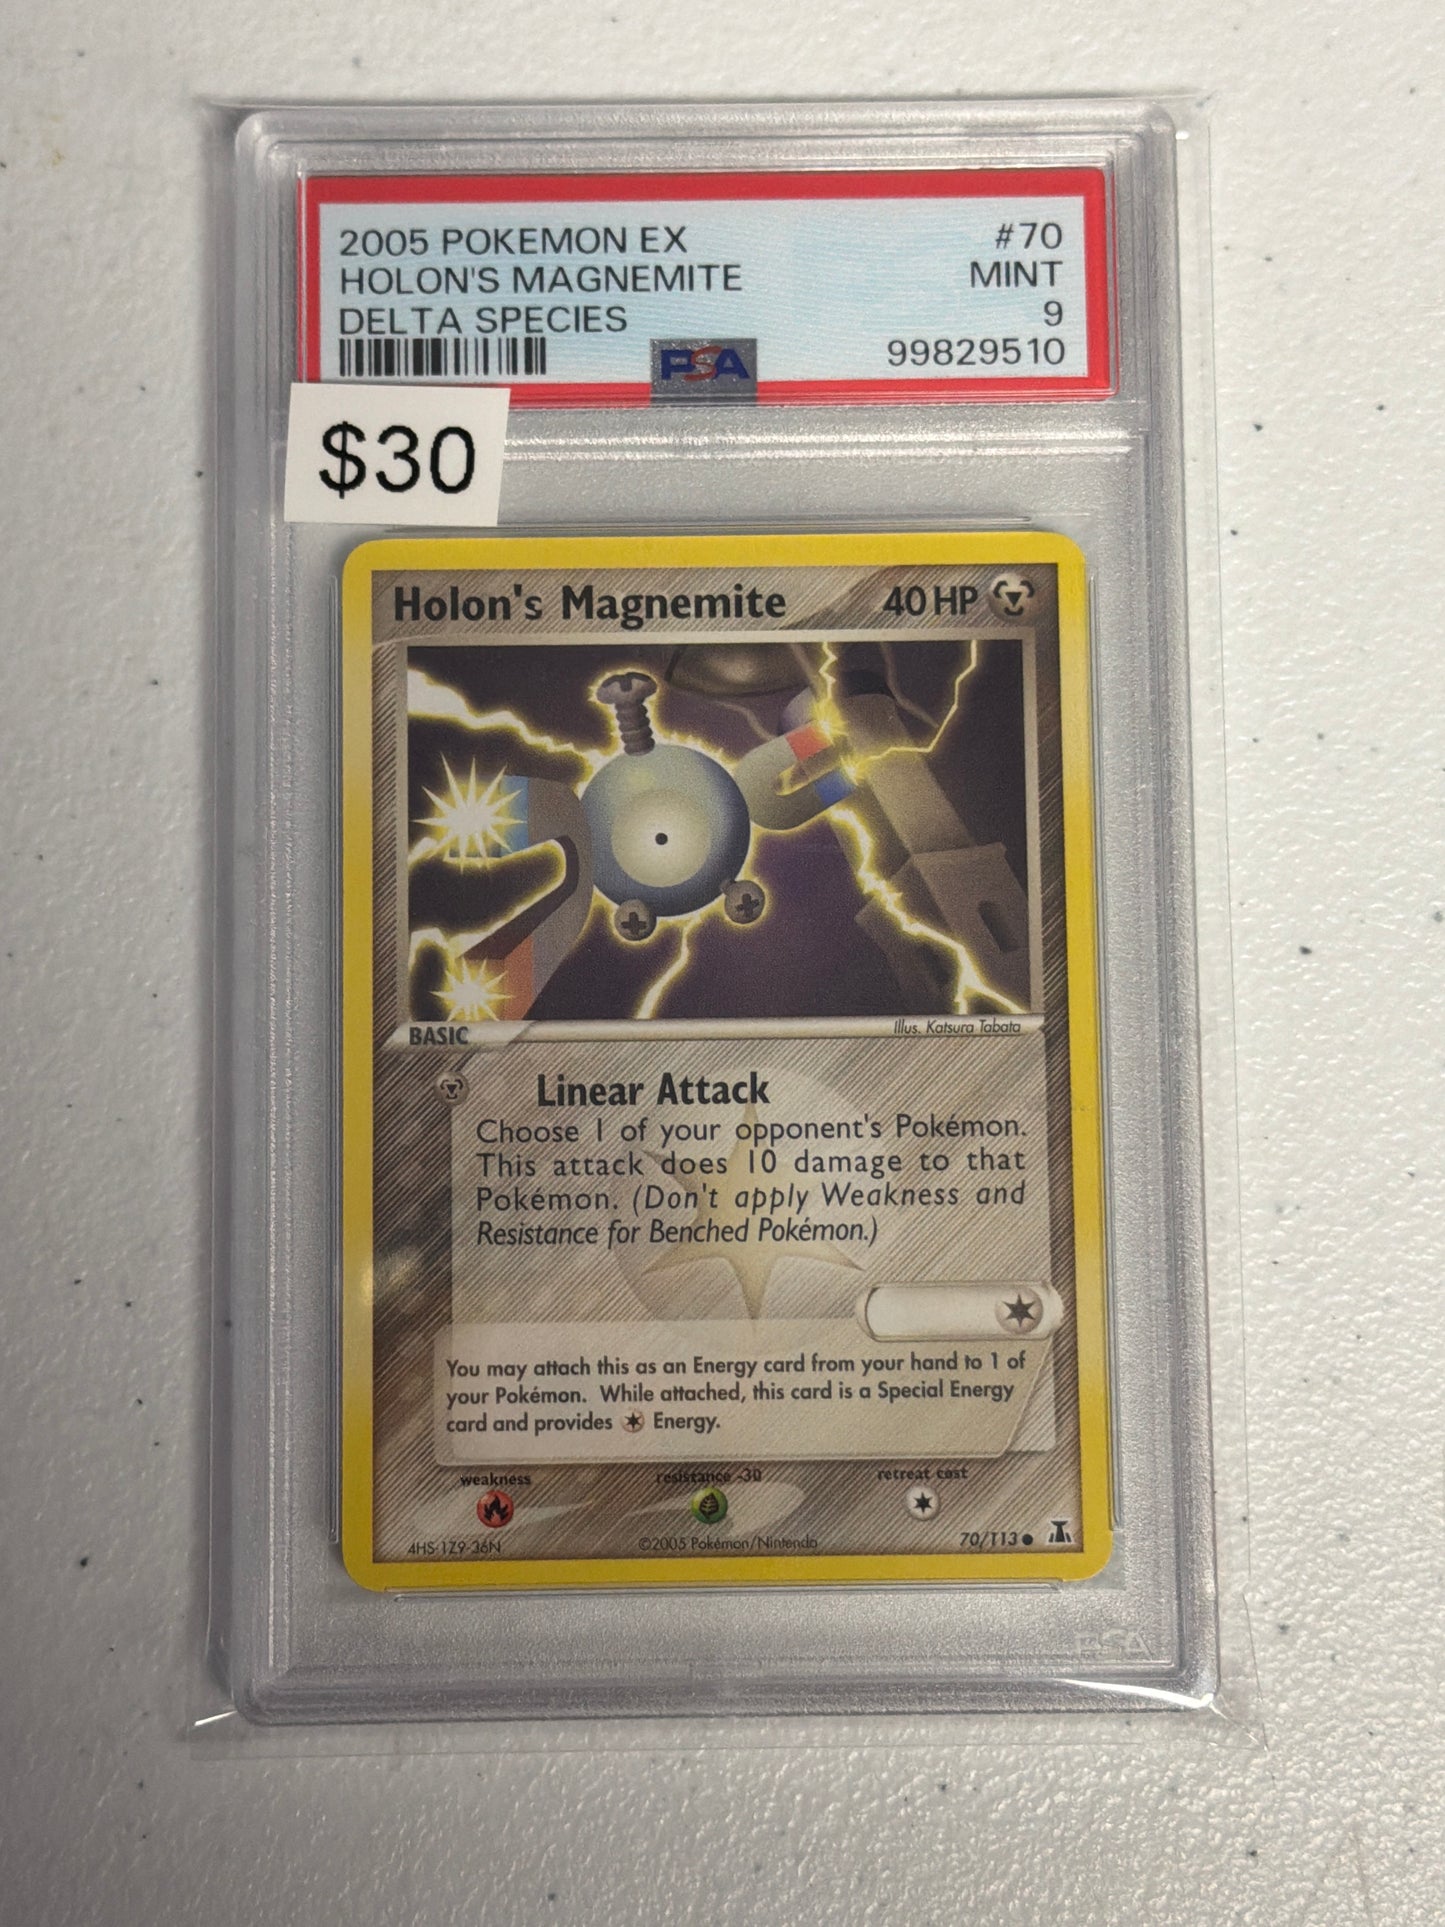 2005 POKEMON EX #70
HOLON'S MAGNEMITE MINT
DELTA SPECIES 9
PSA 99829510
$30
Holon's Magnemite 40 HP
BASIC Illus. Katsura Tabata
Linear Attack
Choose 1 of your opponent's Pokémon.
This attack does 10 damage to that
Pokémon. (Don't apply Weakness and
Resistance for Benched Pokémon.)
You may attach this as an Energy card from your hand to 1 of
your Pokémon. While attached, this card is a Special Energy
card and provides Energy.
weakness resistance -30 retreat cost
4HS-1Z9-36N ©2005 Pokémon/Nintendo 70/113
PSA